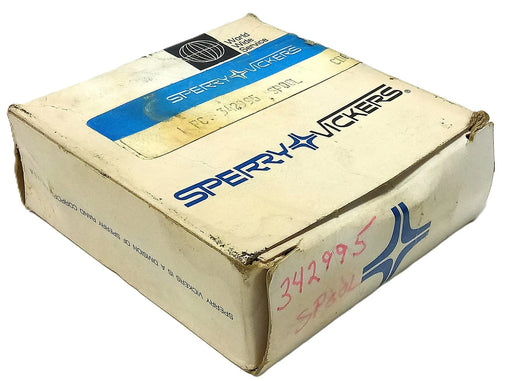 World
Wide
Service
SPERRY VICKERS
1 PC. 342995 SPOOL
SPERRY VICKERS®
SPERRY VICKERS IS A DIVISION OF SPERRY RAND CORPOR
342995
SPOOL